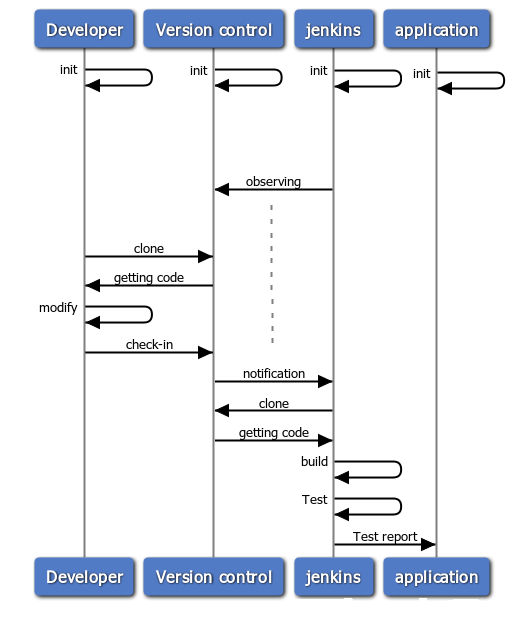 Developer
Version control
jenkins
application
init
init
init
init
observing
clone
getting code
modify
check-in
notification
clone
getting code
build
Test
Test report
Developer
Version control
jenkins
application